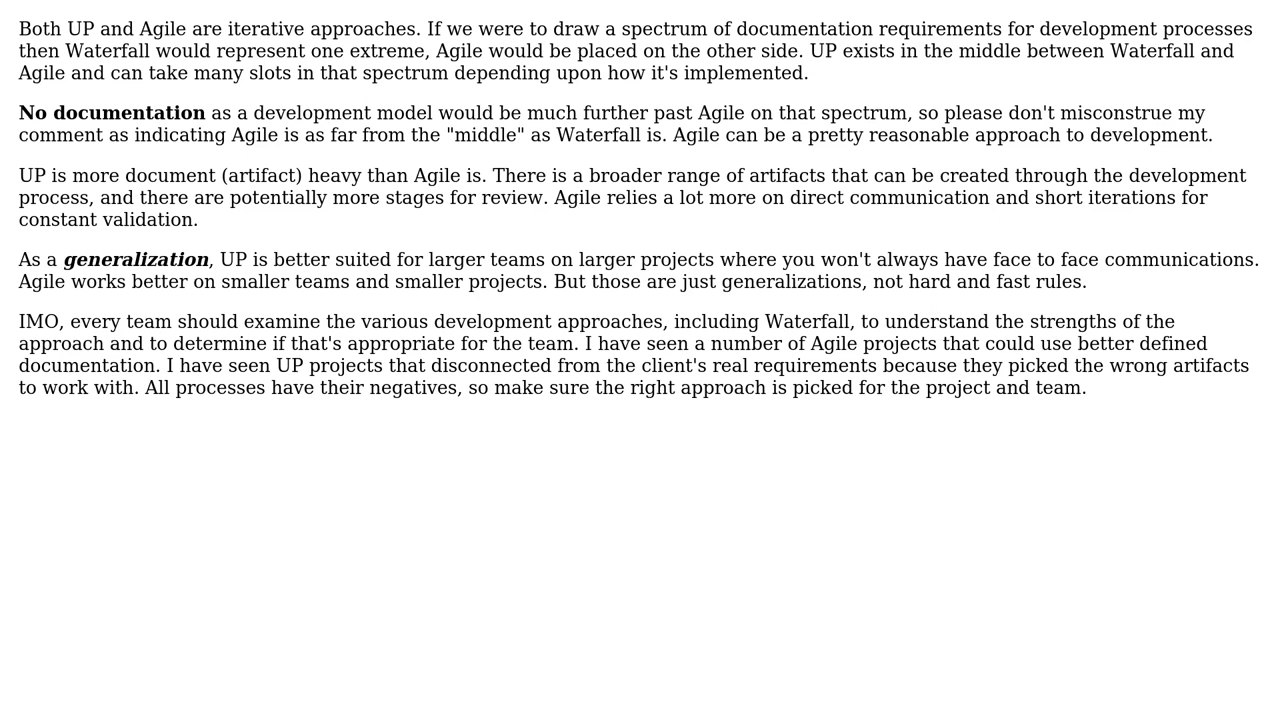 Both UP and Agile are iterative approaches. If we were to draw a spectrum of documentation requirements for development processes
then Waterfall would represent one extreme, Agile would be placed on the other side. UP exists in the middle between Waterfall and
Agile and can take many slots in that spectrum depending upon how it's implemented.
No documentation as a development model would be much further past Agile on that spectrum, so please don't misconstrue my
comment as indicating Agile is as far from the "middle" as Waterfall is. Agile can be a pretty reasonable approach to development.
UP is more document (artifact) heavy than Agile is. There is a broader range of artifacts that can be created through the development
process, and there are potentially more stages for review. Agile relies a lot more on direct communication and short iterations for
constant validation.
As a generalization, UP is better suited for larger teams on larger projects where you won't always have face to face communications.
Agile works better on smaller teams and smaller projects. But those are just generalizations, not hard and fast rules.
IMO, every team should examine the various development approaches, including Waterfall, to understand the strengths of the
approach and to determine if that's appropriate for the team. I have seen a number of Agile projects that could use better defined
documentation. I have seen UP projects that disconnected from the client's real requirements because they picked the wrong artifacts
to work with. All processes have their negatives, so make sure the right approach is picked for the project and team.